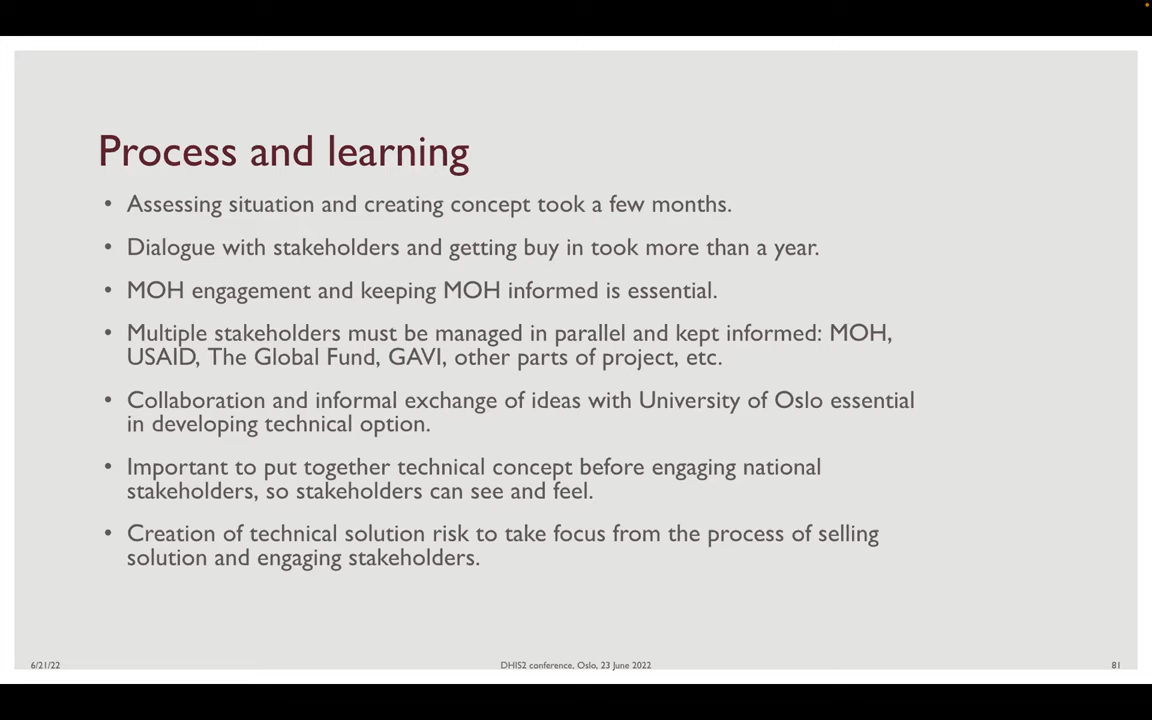 Process and learning
• Assessing situation and creating concept took a few months.
• Dialogue with stakeholders and getting buy in took more than a year.
• MOH engagement and keeping MOH informed is essential.
• Multiple stakeholders must be managed in parallel and kept informed: MOH,
USAID, The Global Fund, GAVI, other parts of project, etc.
• Collaboration and informal exchange of ideas with University of Oslo essential
in developing technical option.
• Important to put together technical concept before engaging national
stakeholders, so stakeholders can see and feel.
• Creation of technical solution risk to take focus from the process of selling
solution and engaging stakeholders.
6/21/22
DHIS2 conference, Oslo, 23 June 2022
81